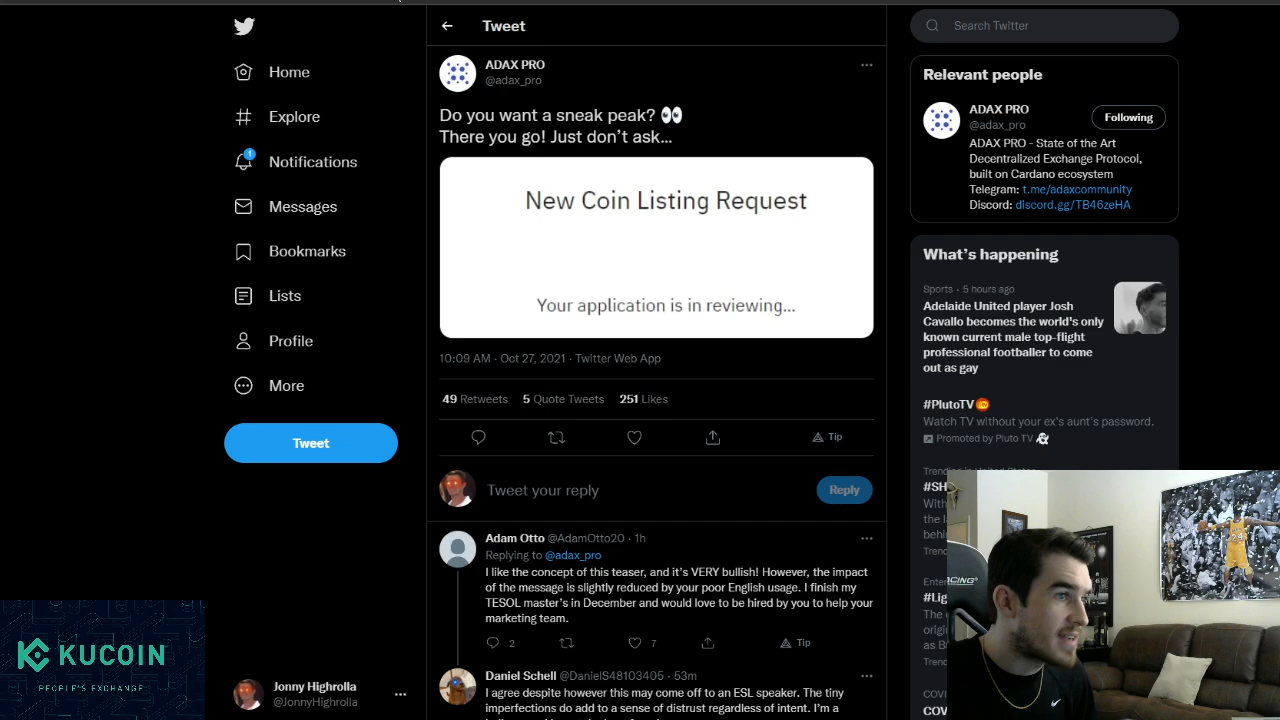 Tweet
Search Twitter
ADAX PRO
@adax_pro
Do you want a sneak peak? 👀
There you go! Just don't ask...
New Coin Listing Request
Your application is in reviewing...
10:09 AM · Oct 27, 2021 · Twitter Web App
49 Retweets 5 Quote Tweets 251 Likes
Tip
Tweet your reply
Reply
Adam Otto @AdamOtto20 · 1h
Replying to @adax_pro
I like the concept of this teaser, and it's VERY bullish! However, the impact
of the message is slightly reduced by your poor English usage. I finish my
TESOL master's in December and would love to be hired by you to help your
marketing team.
2 7 Tip
Daniel Schell @DanielS48103405 · 53m
I agree despite however this may come off to an ESL speaker. The tiny
imperfections do add to a sense of distrust regardless of intent. I'm a
Home
Explore
1
Notifications
Messages
Bookmarks
Lists
Profile
More
Tweet
KUCOIN
PEOPLE'S EXCHANGE
Jonny Highrolla
@JonnyHighrolla
Relevant people
ADAX PRO
@adax_pro
Following
ADAX PRO - State of the Art
Decentralized Exchange Protocol,
built on Cardano ecosystem
Telegram: t.me/adaxcommunity
Discord: discord.gg/TB46zeHA
What's happening
Sports · 5 hours ago
Adelaide United player Josh
Cavallo becomes the world's only
known current male top-flight
professional footballer to come
out as gay
#PlutoTV
Watch TV without your ex's aunt's password.
Promoted by Pluto TV
24